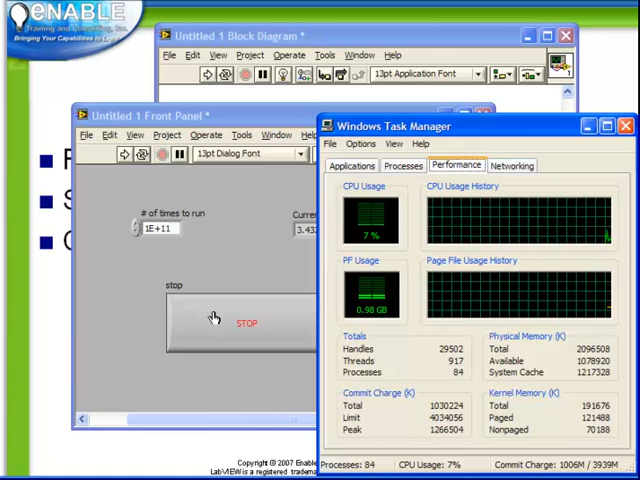 eNABLE
Training and Consulting, Inc.
Bringing Your Capabilities to Light
Untitled 1 Block Diagram *
File Edit View Project Operate Tools Window Help
13pt Application Font
1
Untitled 1 Front Panel *
File Edit View Project Operate Tools Window
13pt Dialog Font
# of times to run
1E+11
Curren
3.432
stop
STOP
Windows Task Manager
File Options View Help
Applications Processes Performance Networking
CPU Usage
CPU Usage History
7 %
PF Usage
Page File Usage History
0.98 GB
Totals
Handles 29502
Threads 917
Processes 84
Physical Memory (K)
Total 2096508
Available 1078920
System Cache 1217328
Commit Charge (K)
Total 1030224
Limit 4034056
Peak 1266504
Kernel Memory (K)
Total 191676
Paged 121488
Nonpaged 70188
Processes: 84 CPU Usage: 7% Commit Charge: 1006M / 3939M
Copyright © 2007 Enable
LabVIEW is a registered tradema